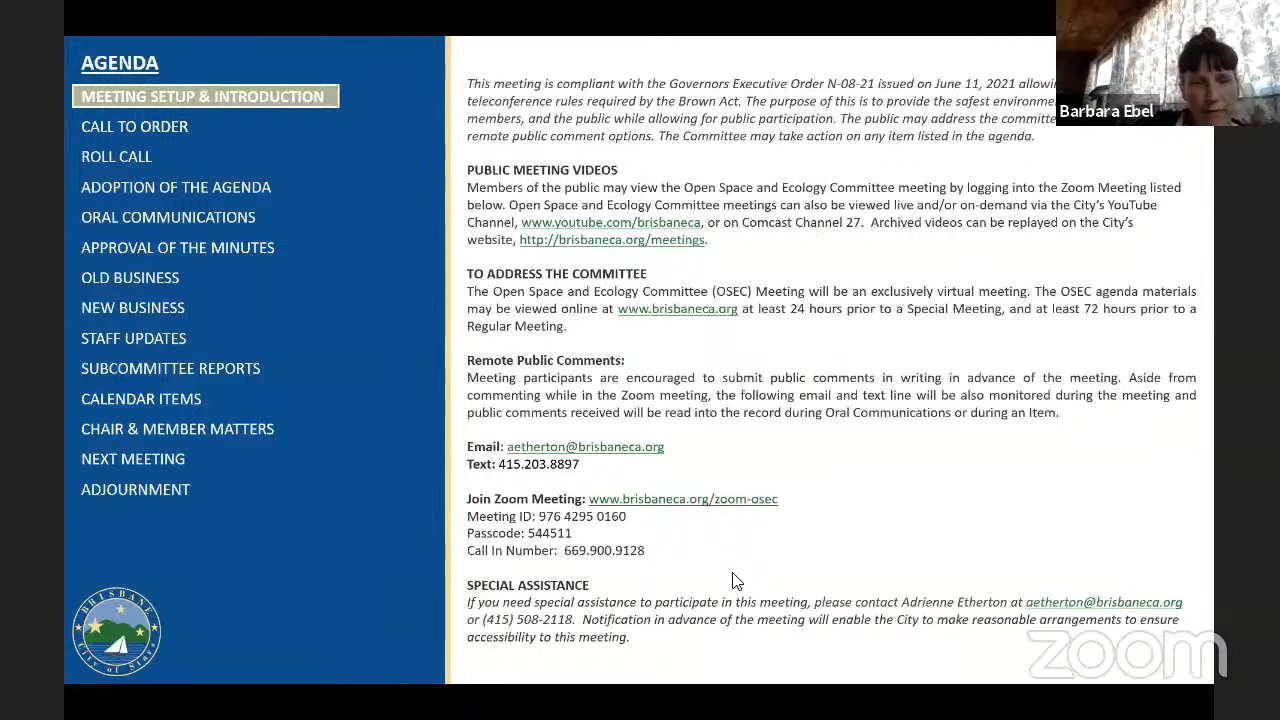 AGENDA
MEETING SETUP & INTRODUCTION
CALL TO ORDER
ROLL CALL
ADOPTION OF THE AGENDA
ORAL COMMUNICATIONS
APPROVAL OF THE MINUTES
OLD BUSINESS
NEW BUSINESS
STAFF UPDATES
SUBCOMMITTEE REPORTS
CALENDAR ITEMS
CHAIR & MEMBER MATTERS
NEXT MEETING
ADJOURNMENT
BRISBANE
City of Stars
This meeting is compliant with the Governors Executive Order N-08-21 issued on June 11, 2021
teleconference rules required by the Brown Act. The purpose of this is to provide the safest
members, and the public while allowing for public participation. The public may address the
remote public comment options. The Committee may take action on any item listed in the agenda.
PUBLIC MEETING VIDEOS
Members of the public may view the Open Space and Ecology Committee meeting by logging into the Zoom Meeting listed
below. Open Space and Ecology Committee meetings can also be viewed live and/or on-demand via the City's YouTube
Channel, www.youtube.com/brisbaneca, or on Comcast Channel 27. Archived videos can be replayed on the City's
website, http://brisbaneca.org/meetings.
TO ADDRESS THE COMMITTEE
The Open Space and Ecology Committee (OSEC) Meeting will be an exclusively virtual meeting. The OSEC agenda materials
may be viewed online at www.brisbaneca.org at least 24 hours prior to a Special Meeting, and at least 72 hours prior to a
Regular Meeting.
Remote Public Comments:
Meeting participants are encouraged to submit public comments in writing in advance of the meeting. Aside from
commenting while in the Zoom meeting, the following email and text line will be also monitored during the meeting and
public comments received will be read into the record during Oral Communications or during an Item.
Email: aetherton@brisbaneca.org
Text: 415.203.8897
Join Zoom Meeting: www.brisbaneca.org/zoom-osec
Meeting ID: 976 4295 0160
Passcode: 544511
Call In Number: 669.900.9128
SPECIAL ASSISTANCE
If you need special assistance to participate in this meeting, please contact Adrienne Etherton at aetherton@brisbaneca.org
or (415) 508-2118. Notification in advance of the meeting will enable the City to make reasonable arrangements to ensure
accessibility to this meeting.
Barbara Ebel
zoom